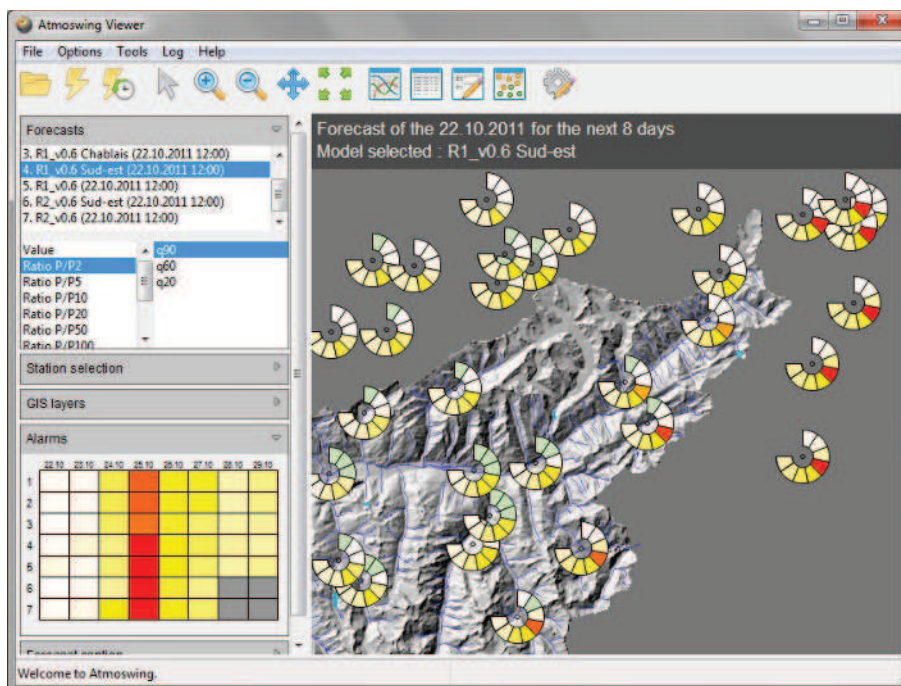 Atmoswing Viewer
File Options Tools Log Help
Forecasts
3. R1_v0.6 Chablais (22.10.2011 12:00)
4. R1_v0.6 Sud-est (22.10.2011 12:00)
5. R1_v0.6 (22.10.2011 12:00)
6. R2_v0.6 Sud-est (22.10.2011 12:00)
7. R2_v0.6 (22.10.2011 12:00)
Value q90
Ratio P/P2 q60
Ratio P/P5 q20
Ratio P/P10
Ratio P/P20
Ratio P/P50
Ratio P/P100
Station selection
GIS layers
Alarms
22.10 23.10 24.10 25.10 26.10 27.10 28.10 29.10
1
2
3
4
5
6
7
Forecast caption
Welcome to Atmoswing.
Forecast of the 22.10.2011 for the next 8 days
Model selected : R1_v0.6 Sud-est